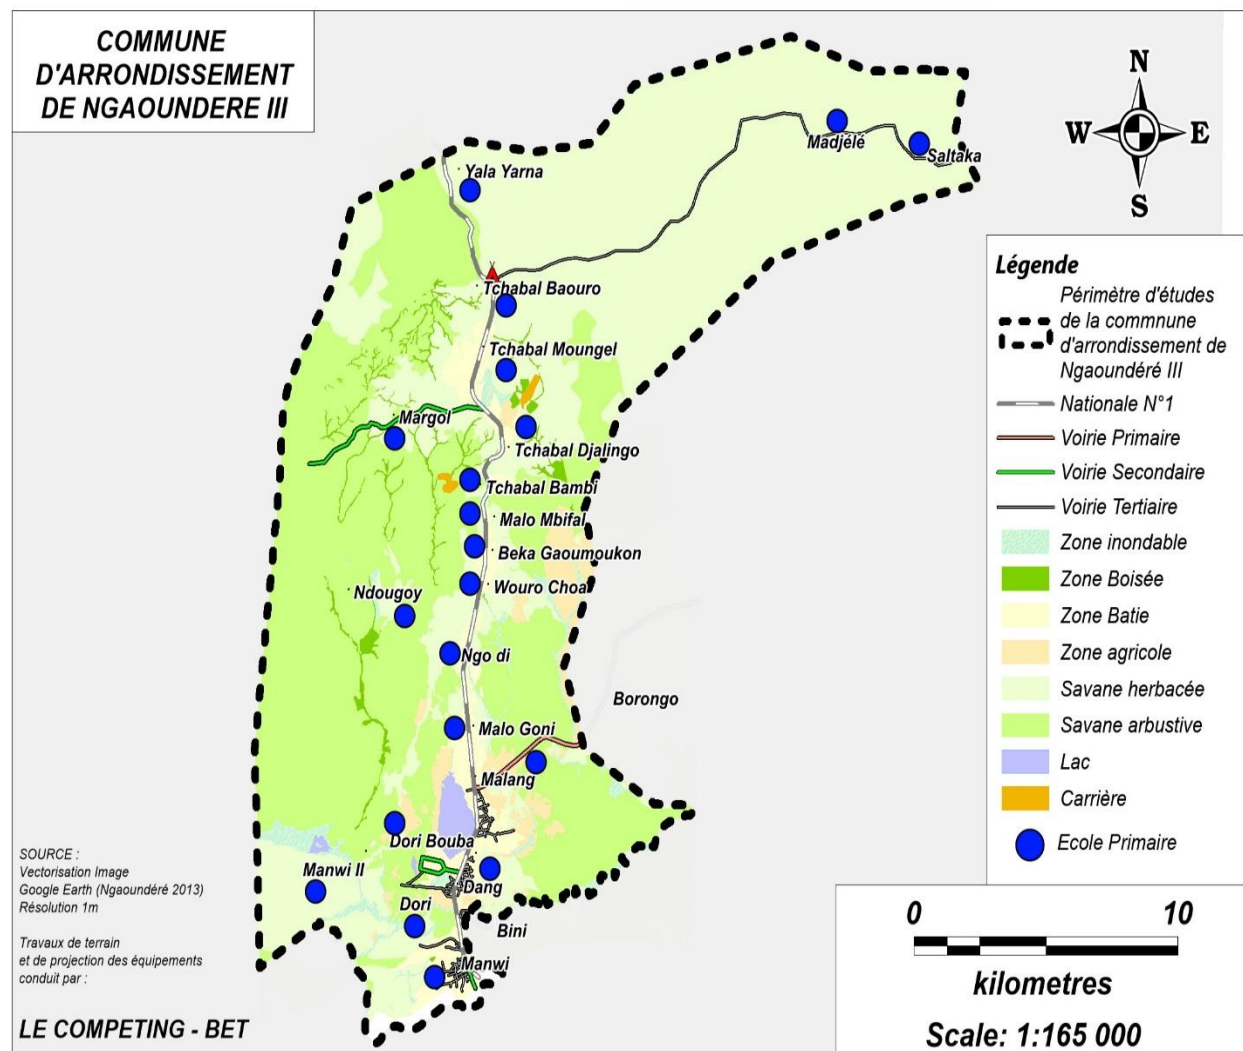 COMMUNE
D'ARRONDISSEMENT
DE NGAOUNDERE III
N
W
E
S
Madjélé
Saltaka
Yala Yarna
Tchabal Baouro
Tchabal Moungel
Margol
Tchabal Djalingo
Tchabal Bambi
Malo Mbifal
Beka Gaoumoukon
Wouro Choa
Ndougoy
Ngo di
Borongo
Malo Goni
Malang
Dori Bouba
Manwi II
Dang
Dori
Bini
Manwi
Légende
Périmètre d'études
de la commnune
d'arrondissement de
Ngaoundéré III
Nationale N°1
Voirie Primaire
Voirie Secondaire
Voirie Tertiaire
Zone inondable
Zone Boisée
Zone Batie
Zone agricole
Savane herbacée
Savane arbustive
Lac
Carrière
Ecole Primaire
SOURCE :
Vectorisation Image
Google Earth (Ngaoundéré 2013)
Résolution 1m
Travaux de terrain
et de projection des équipements
conduit par :
LE COMPETING - BET
0 10
kilometres
Scale: 1:165 000